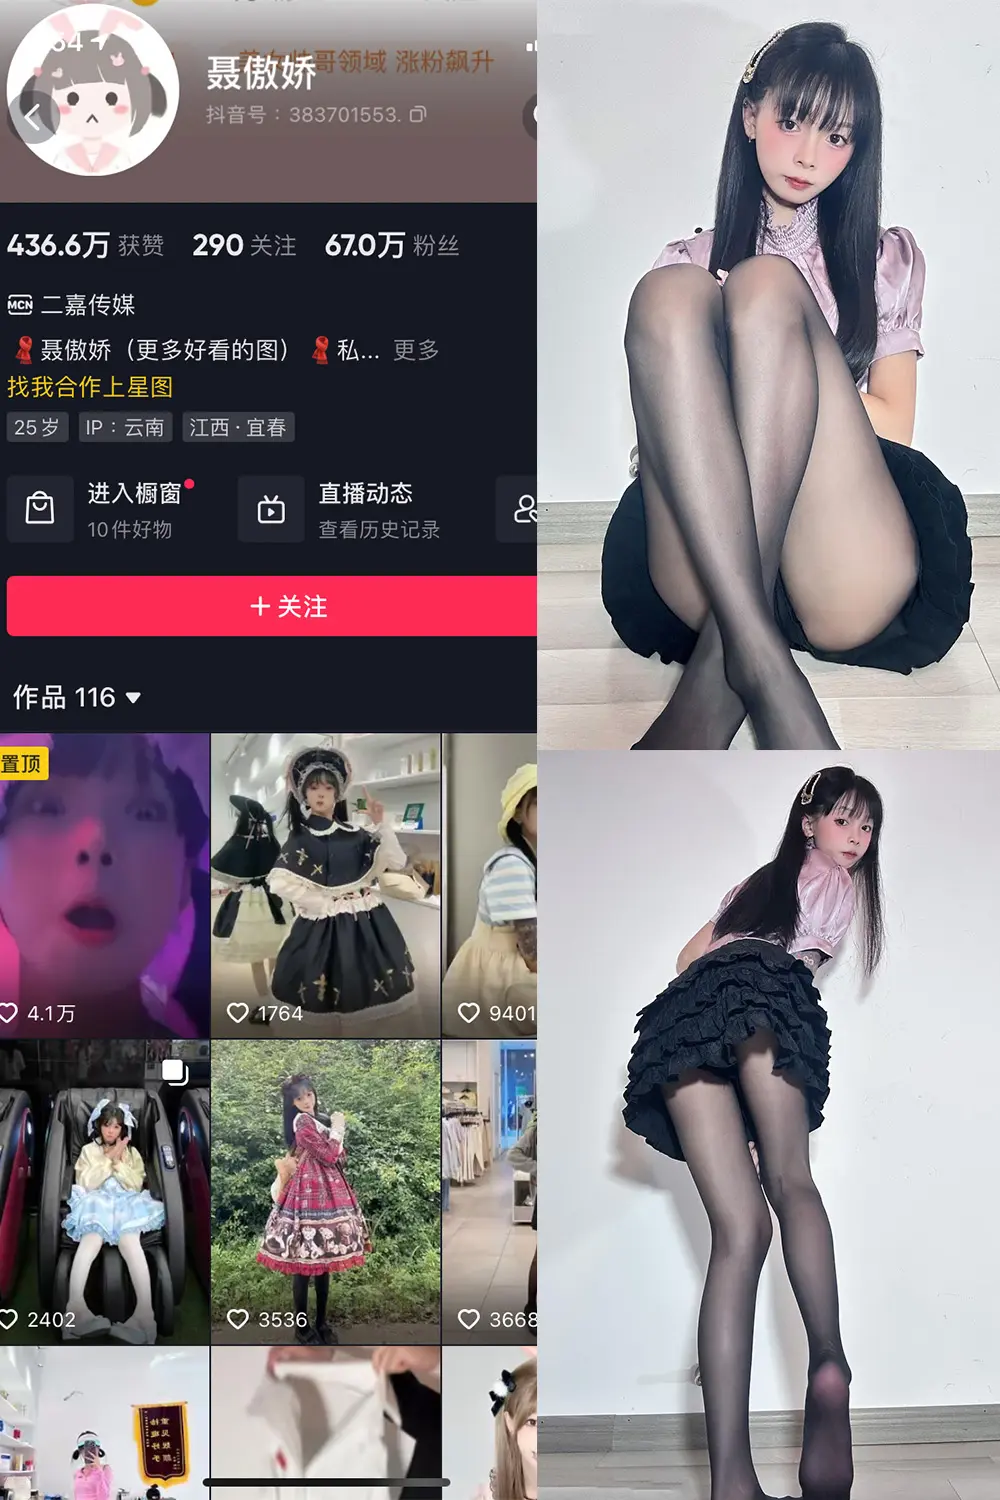 聂傲娇
领域 涨粉飙升
抖音号：383701553.
436.6万 获赞 290 关注 67.0万 粉丝
MCN 二嘉传媒
聂傲娇（更多好看的图） 私... 更多
找我合作上星图
25岁 IP：云南 江西·宜春
进入橱窗 直播动态
10件好物 查看历史记录
+ 关注
作品 116
置顶
4.1万 1764 9401
2402 3536 3668